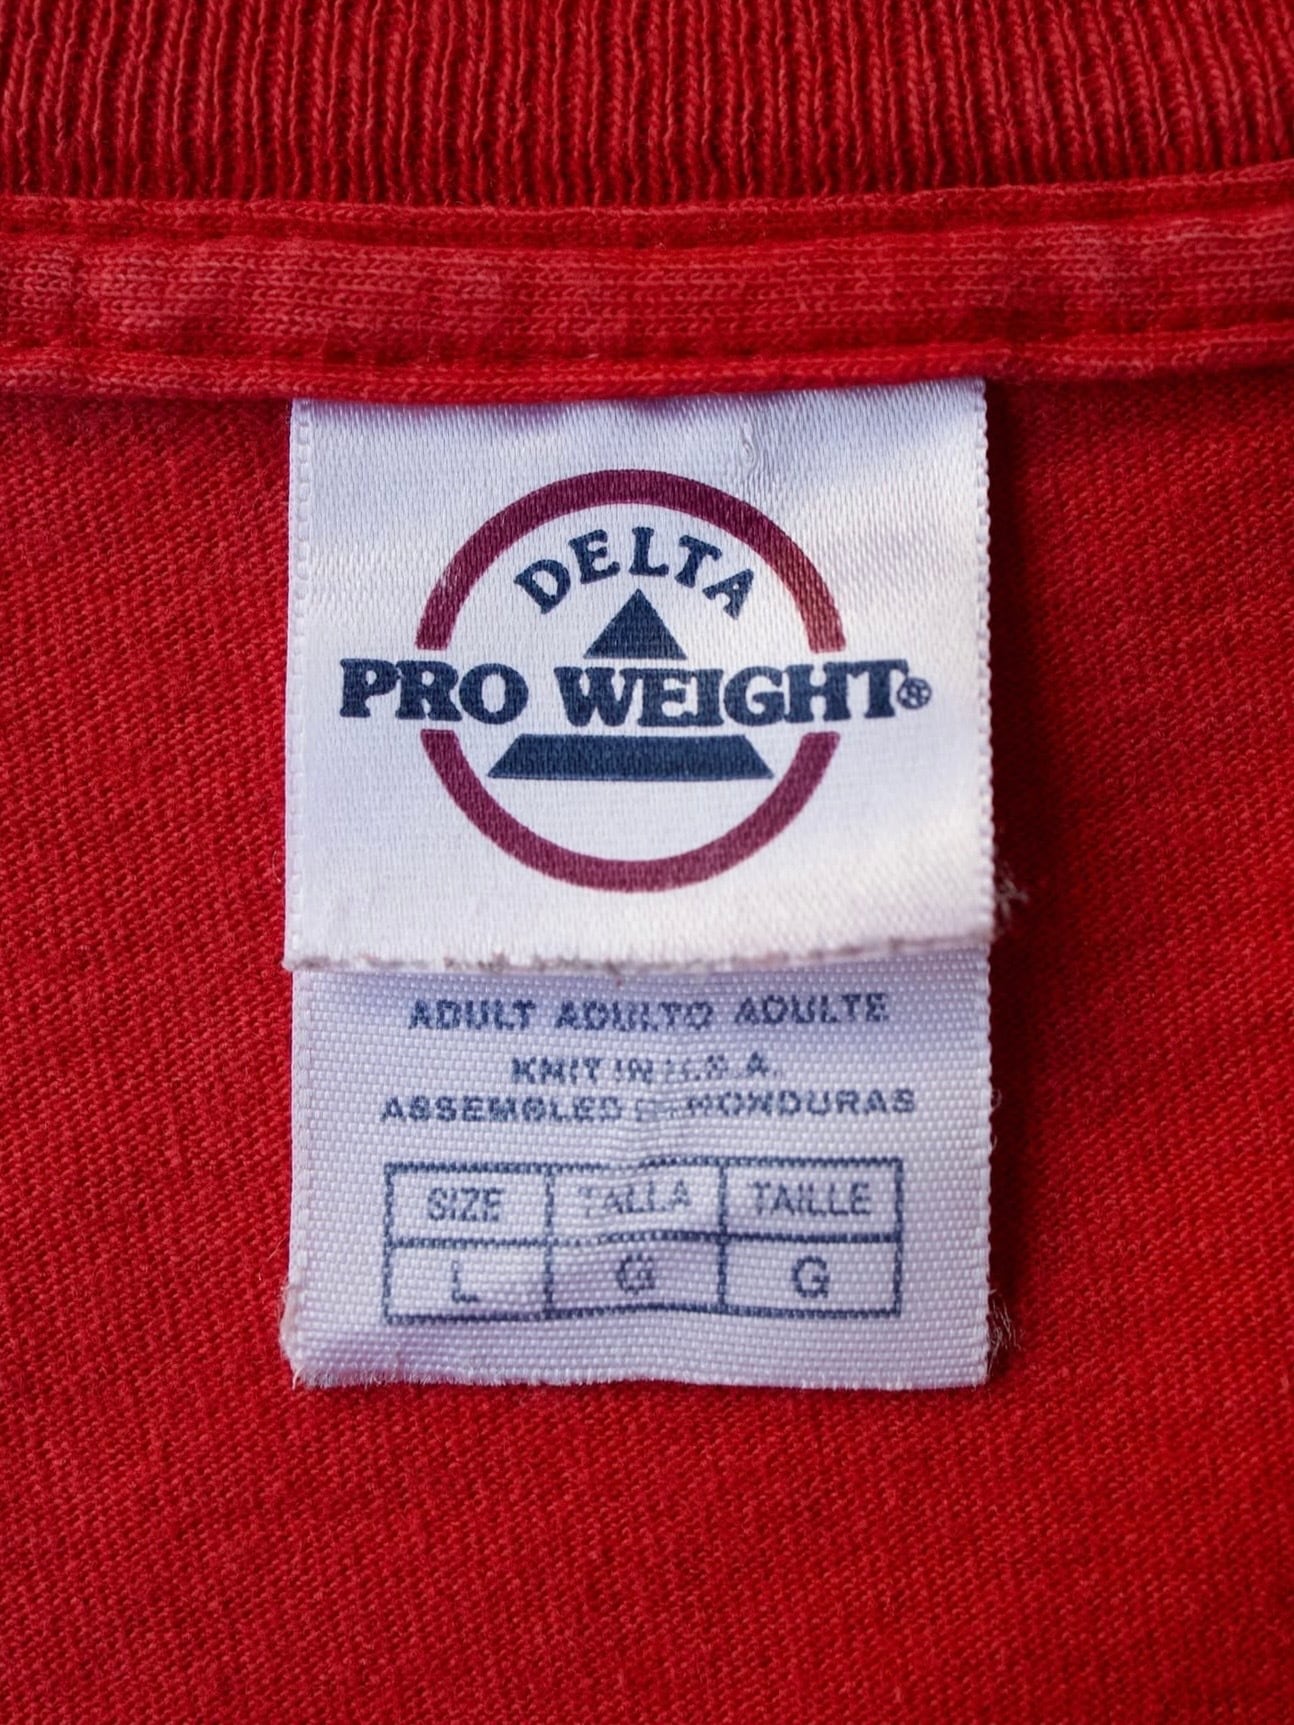 DELTA
PRO WEIGHT®
ADULT ADULTO ADULTE
KNIT IN U.S.A.
ASSEMBLED IN HONDURAS
SIZE TALLA TAILLE
L G G